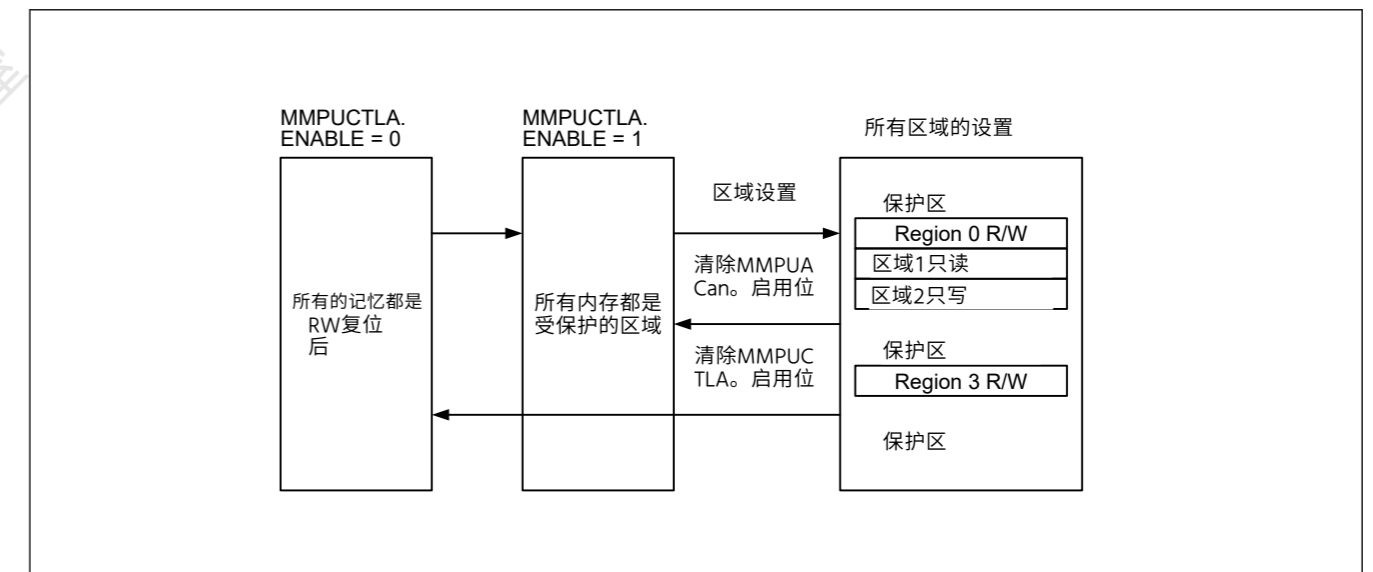 MMPUCTLA.
ENABLE = 0
MMPUCTLA.
ENABLE = 1
所有区域的设置
所有的记忆都是
RW复位
后
所有内存都是
受保护的区域
区域设置
清除MMPUA
Can。启用位
清除MMPUC
TLA。启用位
保护区
Region 0 R/W
区域1只读
区域2只写
保护区
Region 3 R/W
保护区